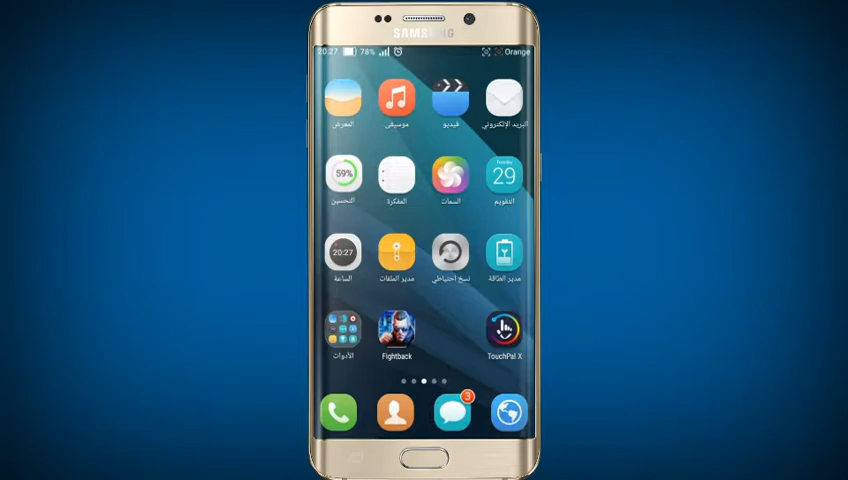 SAMSUNG
20:27 78% Orange
المعرض موسيقى فيديو البريد الإلكتروني
59% Tuesday 29
التحسين المفكرة السمات التقويم
20:27
الساعة مدير الملفات نسخ احتياطي مدير الطاقة
الأدوات Fightback TouchPal X
3